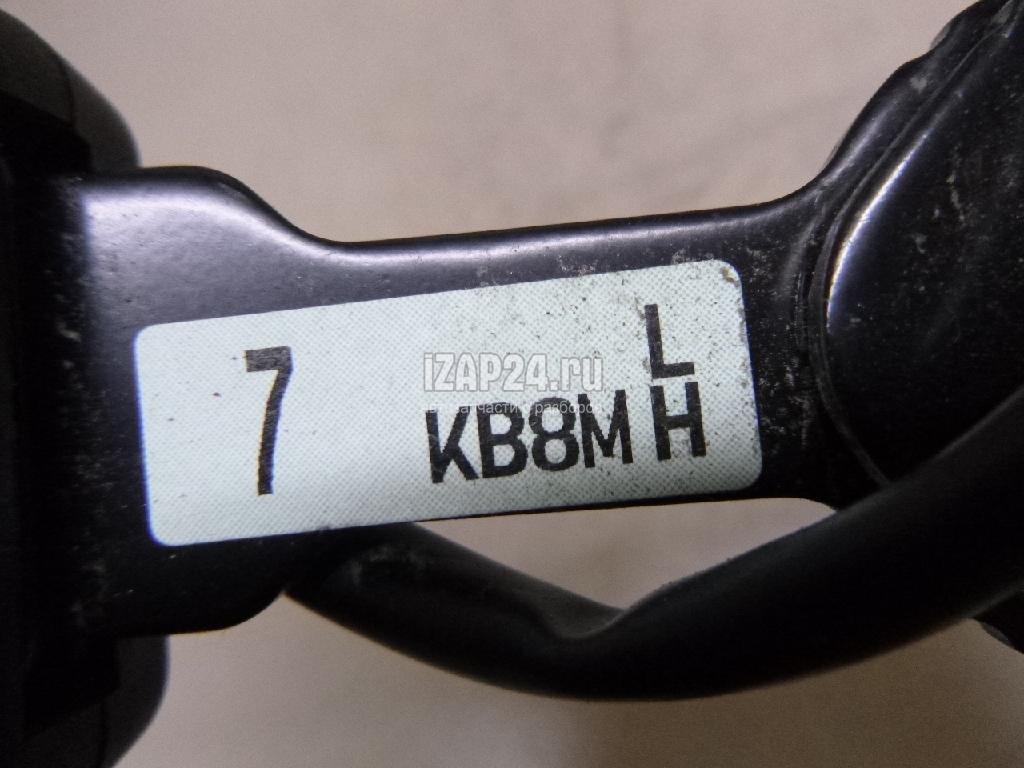 L
7
iZAP24.ru
KB8M H